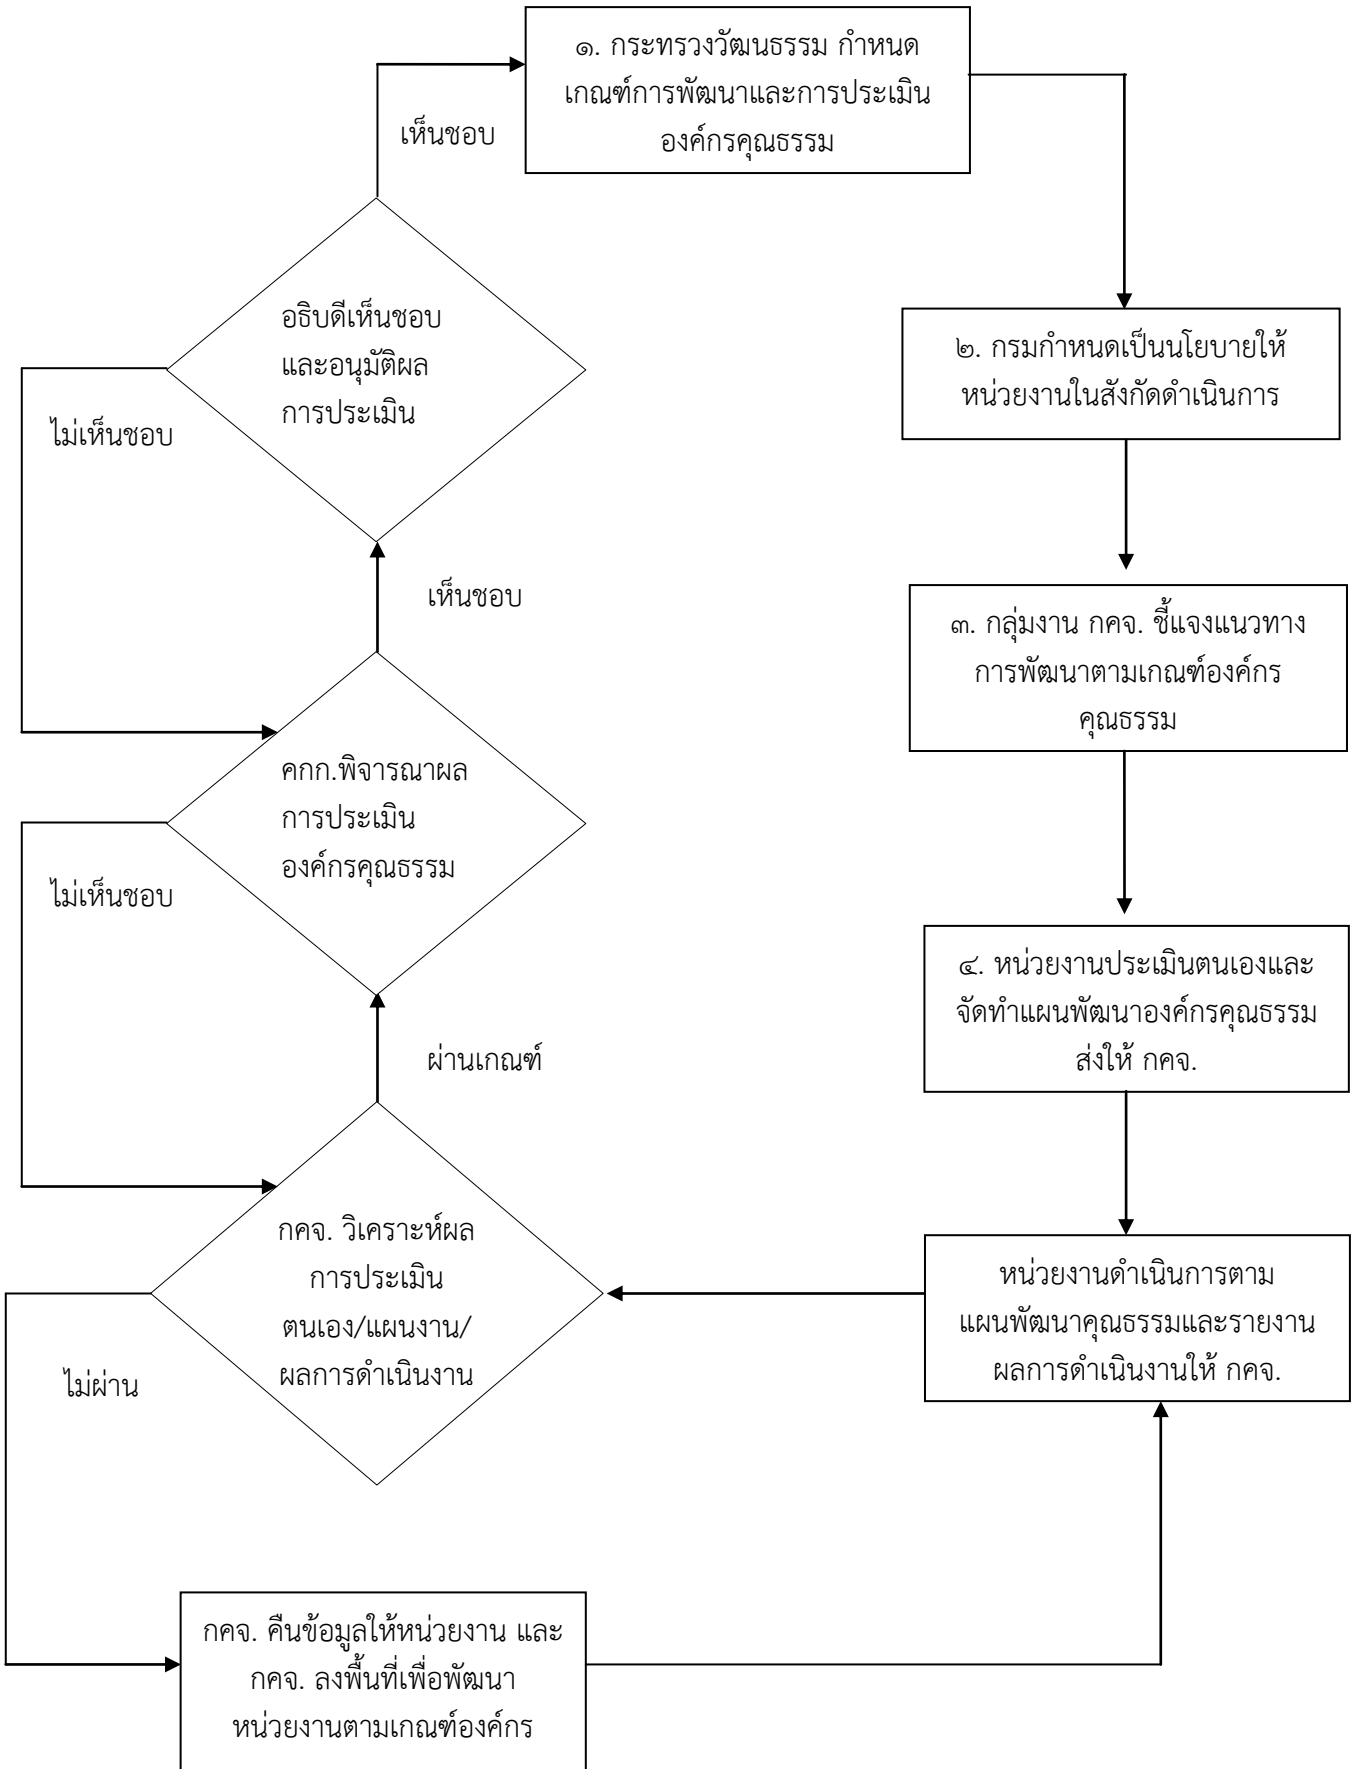 ๑. กระทรวงวัฒนธรรม กำหนด
เกณฑ์การพัฒนาและการประเมิน
องค์กรคุณธรรม
เห็นชอบ
อธิบดีเห็นชอบ
และอนุมัติผล
การประเมิน
ไม่เห็นชอบ
๒. กรมกำหนดเป็นนโยบายให้
หน่วยงานในสังกัดดำเนินการ
เห็นชอบ
๓. กลุ่มงาน กคจ. ชี้แจงแนวทาง
การพัฒนาตามเกณฑ์องค์กร
คุณธรรม
คกก.พิจารณาผล
การประเมิน
องค์กรคุณธรรม
ไม่เห็นชอบ
๔. หน่วยงานประเมินตนเองและ
จัดทำแผนพัฒนาองค์กรคุณธรรม
ส่งให้ กคจ.
ผ่านเกณฑ์
กคจ. วิเคราะห์ผล
การประเมิน
ตนเอง/แผนงาน/
ผลการดำเนินงาน
หน่วยงานดำเนินการตาม
แผนพัฒนาคุณธรรมและรายงาน
ผลการดำเนินงานให้ กคจ.
ไม่ผ่าน
กคจ. คืนข้อมูลให้หน่วยงาน และ
กคจ. ลงพื้นที่เพื่อพัฒนา
หน่วยงานตามเกณฑ์องค์กร